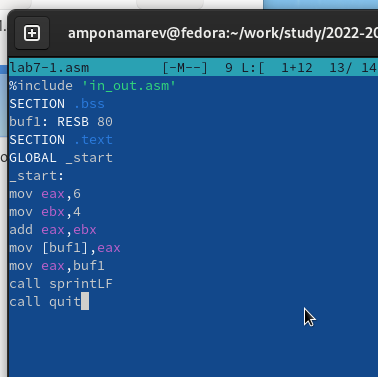 amponamarev@fedora:~/work/study/2022-20
lab7-1.asm [-M--] 9 L:[ 1+12 13/ 14
%include 'in_out.asm'
SECTION .bss
buf1: RESB 80
SECTION .text
GLOBAL _start
_start:
mov eax,6
mov ebx,4
add eax,ebx
mov [buf1],eax
mov eax,buf1
call sprintLF
call quit